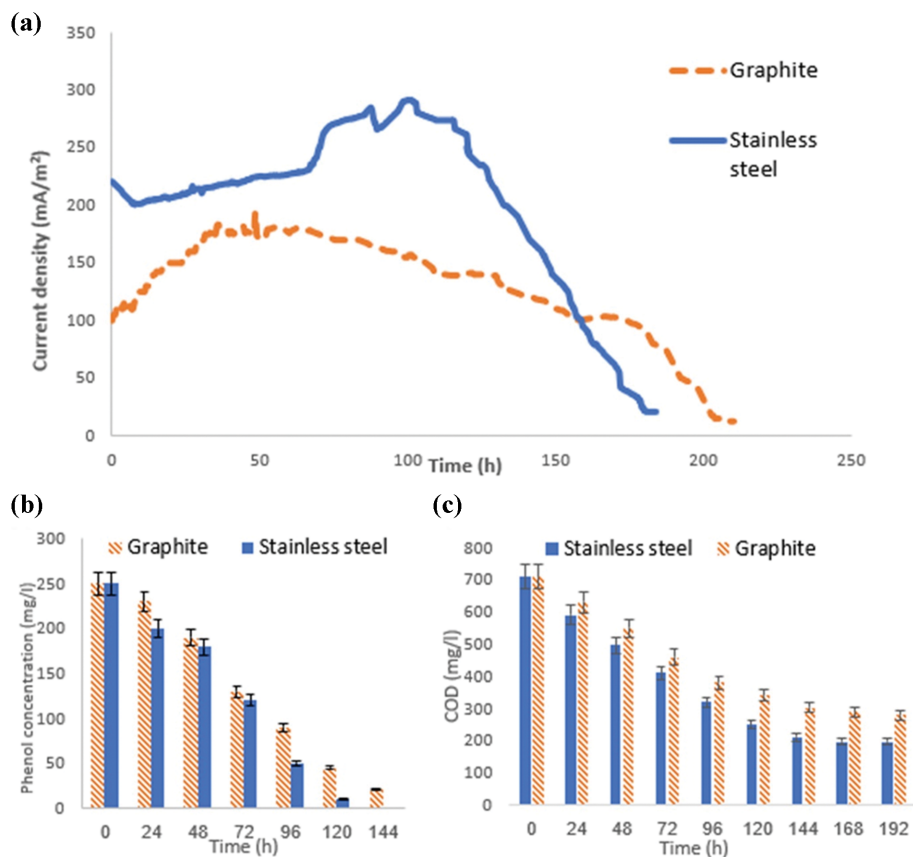 (a)
350
300
250
200
150
100
50
0
Current density (mA/m²)
Graphite
Stainless
steel
0 50 100 150 200 250
Time (h)
(b)
300
250
200
150
100
50
0
Phenol concentration (mg/l)
Graphite Stainless steel
0 24 48 72 96 120 144
Time (h)
(c)
800
700
600
500
400
300
200
100
0
COD (mg/l)
Stainless steel Graphite
0 24 48 72 96 120 144 168 192
Time (h)